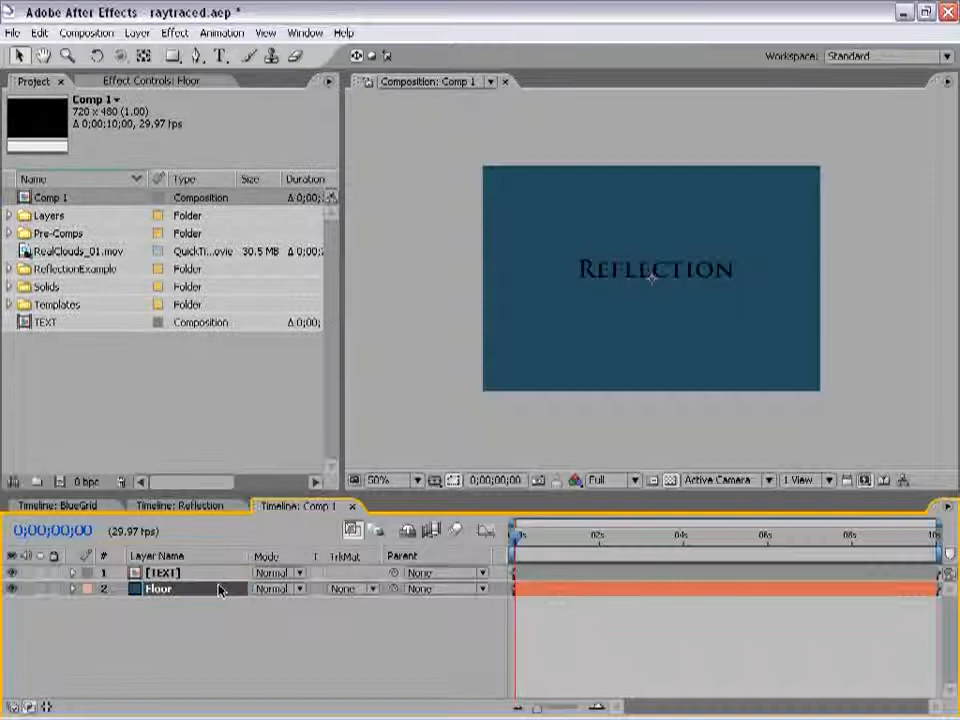 Adobe After Effects - raytraced.aep *
File Edit Composition Layer Effect Animation View Window Help
Workspace: Standard
Project Effect Controls: Floor
Composition: Comp 1
Comp 1
720 x 480 (1.00)
Δ 0;00;10;00, 29.97 fps
Name Type Size Duration
Comp 1 Composition Δ 0;00;
Layers Folder
Pre-Comps Folder
RealClouds_01.mov QuickTi...ovie 30.5 MB Δ 0;00;
ReflectionExample Folder
Solids Folder
Templates Folder
TEXT Composition Δ 0;00;
REFLECTION
0 bpc
50% 0;00;00;00 Full Active Camera 1 View
Timeline: BlueGrid Timeline: Reflection Timeline: Comp 1
0;00;00;00 (29.97 fps)
02s 04s 06s 08s 10s
# Layer Name Mode T TrkMat Parent
1 [TEXT] Normal None
2 Floor Normal None None